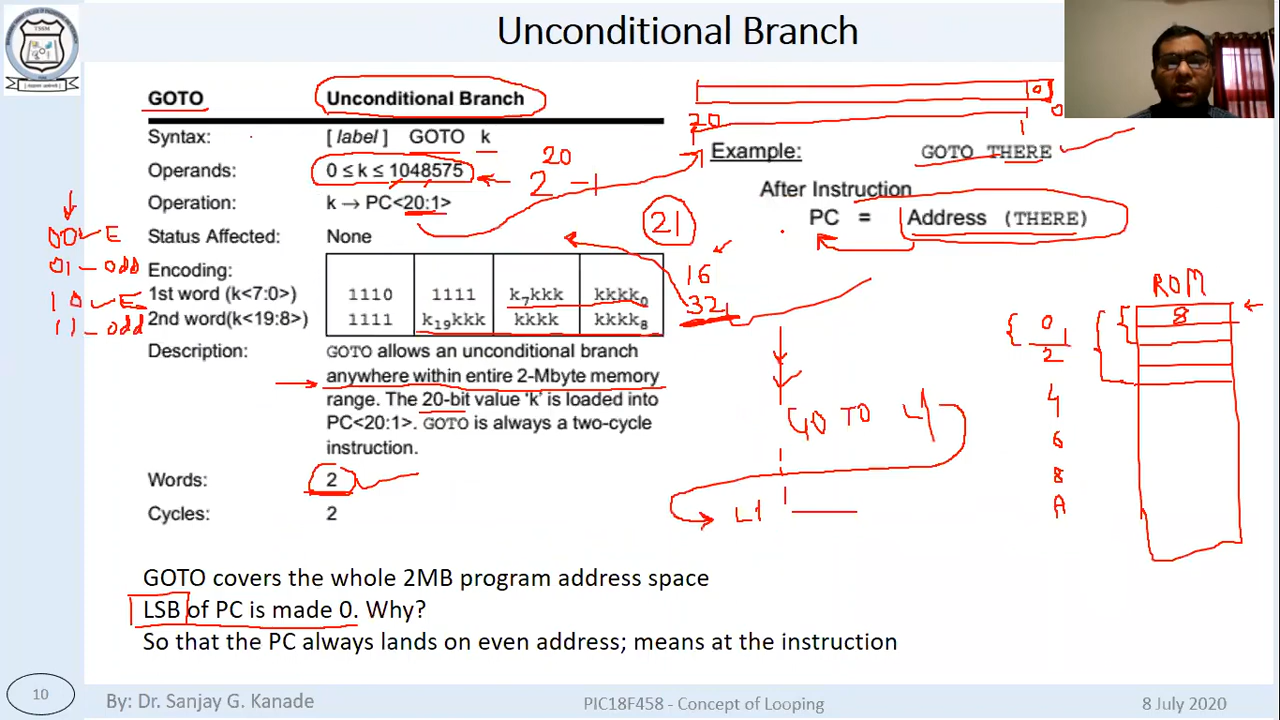 Unconditional Branch
TSSM
GOTO Unconditional Branch
Syntax: [ label ] GOTO k
Operands: 0 ≤ k ≤ 1048575
Operation: k → PC<20:1>
Status Affected: None
Encoding:
1st word (k<7:0>) 1110 1111 k7kkk kkkk0
2nd word(k<19:8>) 1111 k19kkk kkkk kkkk8
Description: GOTO allows an unconditional branch
anywhere within entire 2-Mbyte memory
range. The 20-bit value ‘k’ is loaded into
PC<20:1>. GOTO is always a two-cycle
instruction.
Words: 2
Cycles: 2
20
2 -1
00 E
01 - odd
10 E
11 - odd
0
20 1 0
Example: GOTO THERE
After Instruction
PC = Address (THERE)
21
16
32
GO TO L1
L1
ROM
8
0
1
2
4
6
8
A
GOTO covers the whole 2MB program address space
LSB of PC is made 0. Why?
So that the PC always lands on even address; means at the instruction
10 By: Dr. Sanjay G. Kanade PIC18F458 - Concept of Looping 8 July 2020